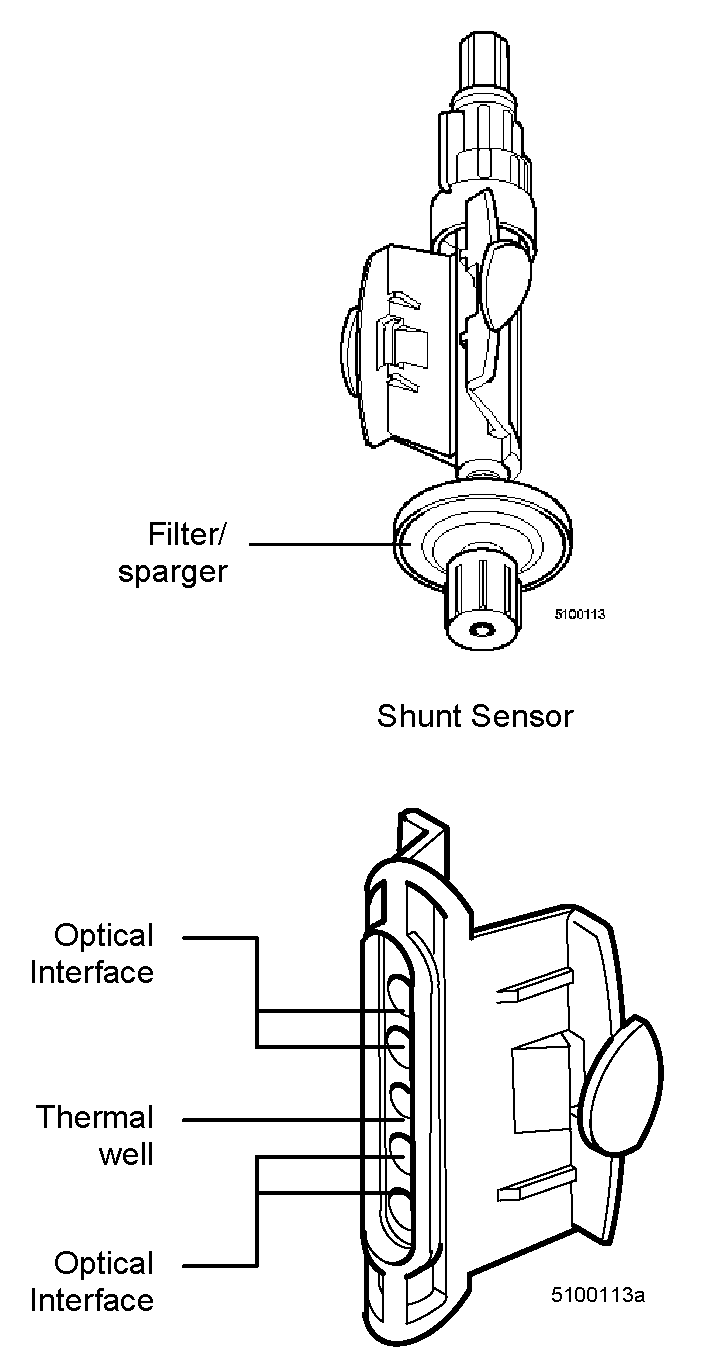 Filter/
sparger
5100113
Shunt Sensor
Optical
Interface
Thermal
well
Optical
Interface
5100113a